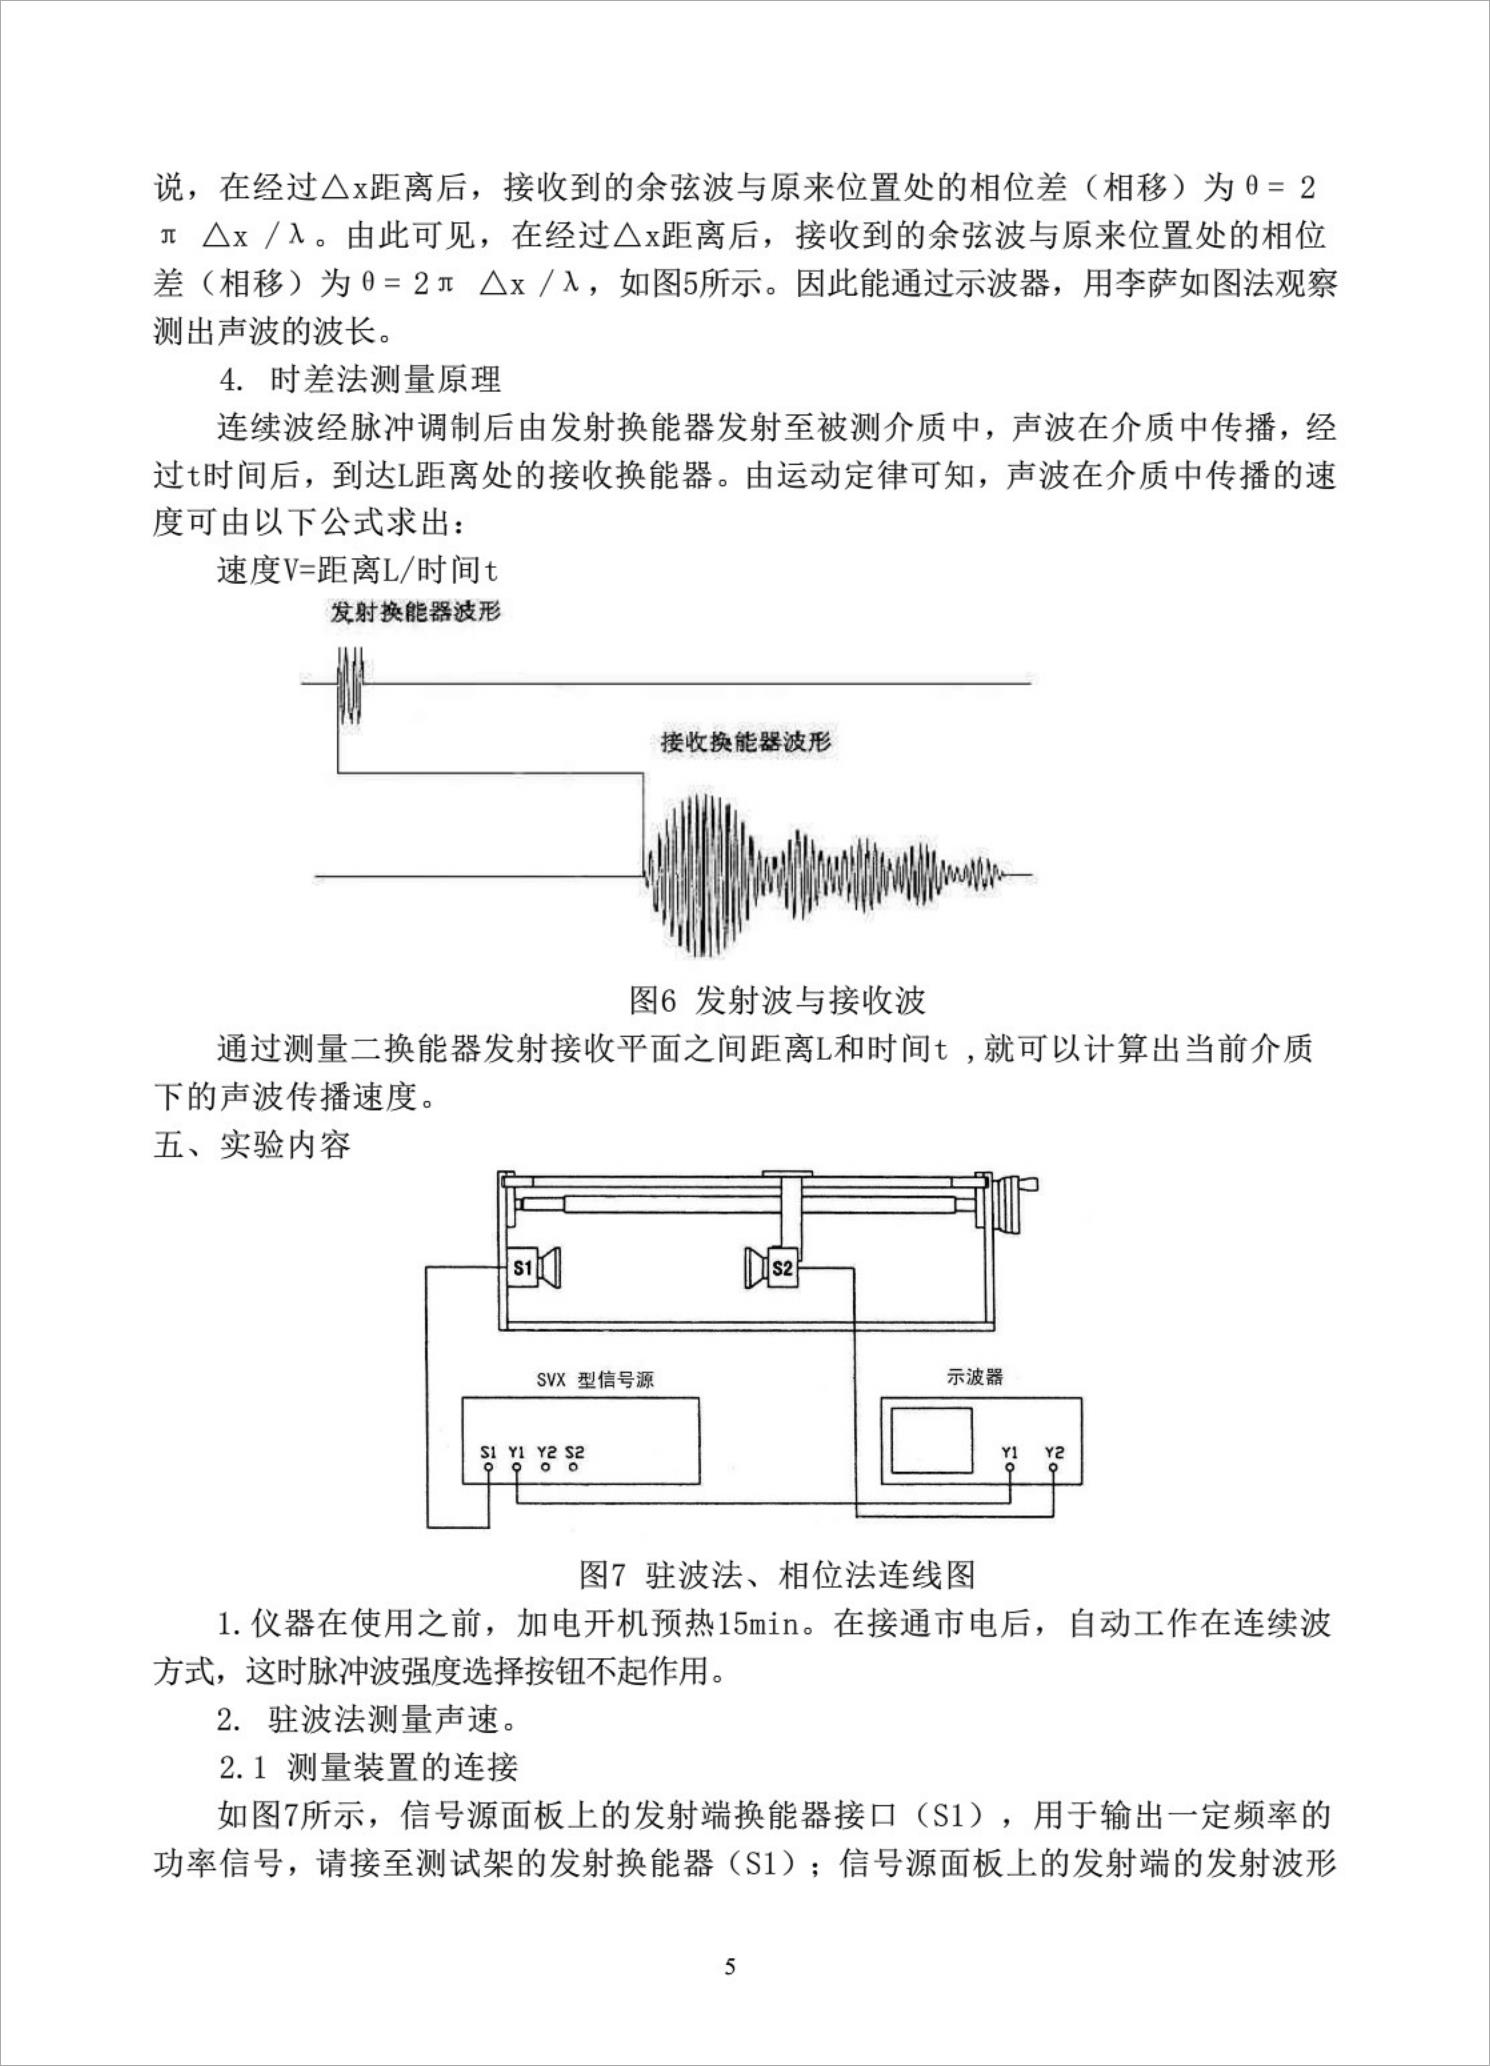 说，在经过△x距离后，接收到的余弦波与原来位置处的相位差（相移）为θ= 2
π △x /λ。由此可见，在经过△x距离后，接收到的余弦波与原来位置处的相位
差（相移）为θ= 2π △x /λ，如图5所示。因此能通过示波器，用李萨如图法观察
测出声波的波长。
4. 时差法测量原理
连续波经脉冲调制后由发射换能器发射至被测介质中，声波在介质中传播，经
过t时间后，到达L距离处的接收换能器。由运动定律可知，声波在介质中传播的速
度可由以下公式求出：
速度V=距离L/时间t
发射换能器波形
接收换能器波形
图6 发射波与接收波
通过测量二换能器发射接收平面之间距离L和时间t ,就可以计算出当前介质
下的声波传播速度。
五、实验内容
S1 S2
SVX 型信号源 示波器
S1 Y1 Y2 S2 Y1 Y2
图7 驻波法、相位法连线图
1.仪器在使用之前，加电开机预热15min。在接通市电后，自动工作在连续波
方式，这时脉冲波强度选择按钮不起作用。
2. 驻波法测量声速。
2.1 测量装置的连接
如图7所示，信号源面板上的发射端换能器接口（S1），用于输出一定频率的
功率信号，请接至测试架的发射换能器（S1）；信号源面板上的发射端的发射波形
5